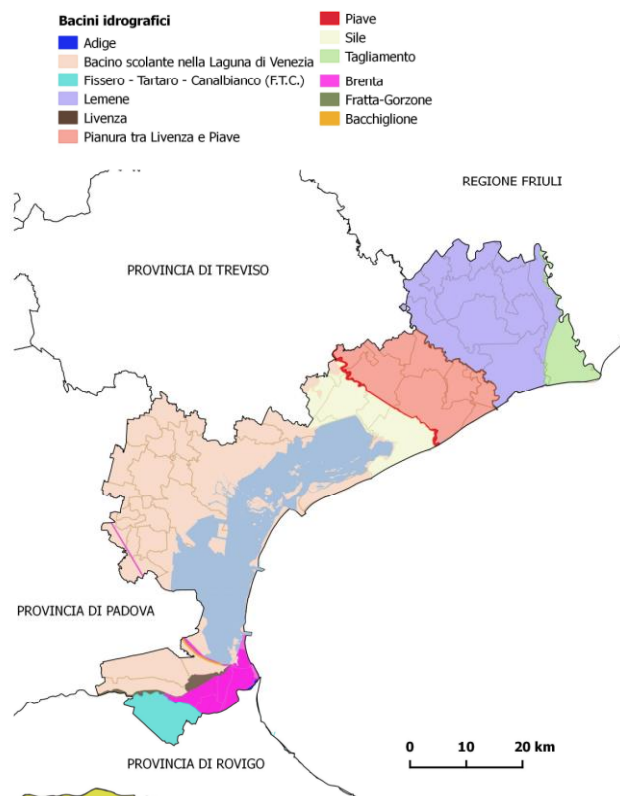 Bacini idrografici
Adige
Bacino scolante nella Laguna di Venezia
Fissero - Tartaro - Canalbianco (F.T.C.)
Lemene
Livenza
Pianura tra Livenza e Piave
Piave
Sile
Tagliamento
Brenta
Fratta-Gorzone
Bacchiglione
REGIONE FRIULI
PROVINCIA DI TREVISO
PROVINCIA DI PADOVA
PROVINCIA DI ROVIGO
0 10 20 km